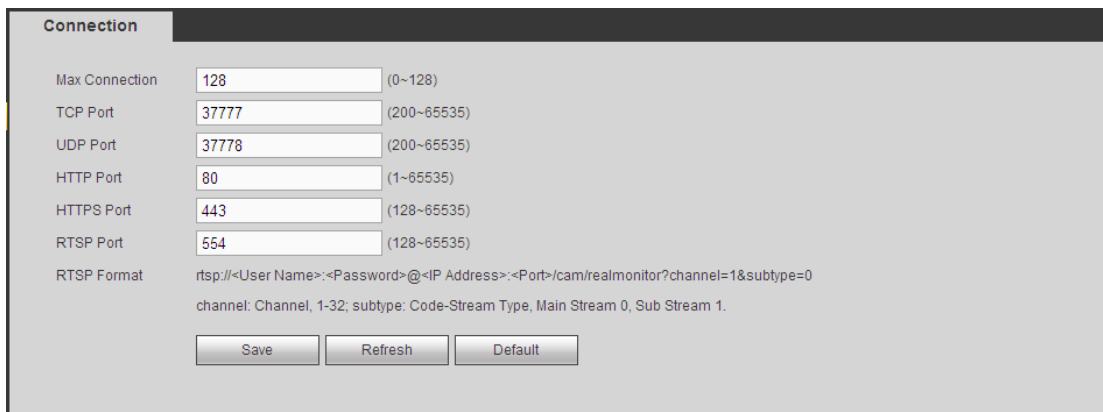 Connection
Max Connection 128 (0~128)
TCP Port 37777 (200~65535)
UDP Port 37778 (200~65535)
HTTP Port 80 (1~65535)
HTTPS Port 443 (128~65535)
RTSP Port 554 (128~65535)
RTSP Format rtsp://<User Name>:<Password>@<IP Address>:<Port>/cam/realmonitor?channel=1&subtype=0
channel: Channel, 1-32; subtype: Code-Stream Type, Main Stream 0, Sub Stream 1.
Save Refresh Default